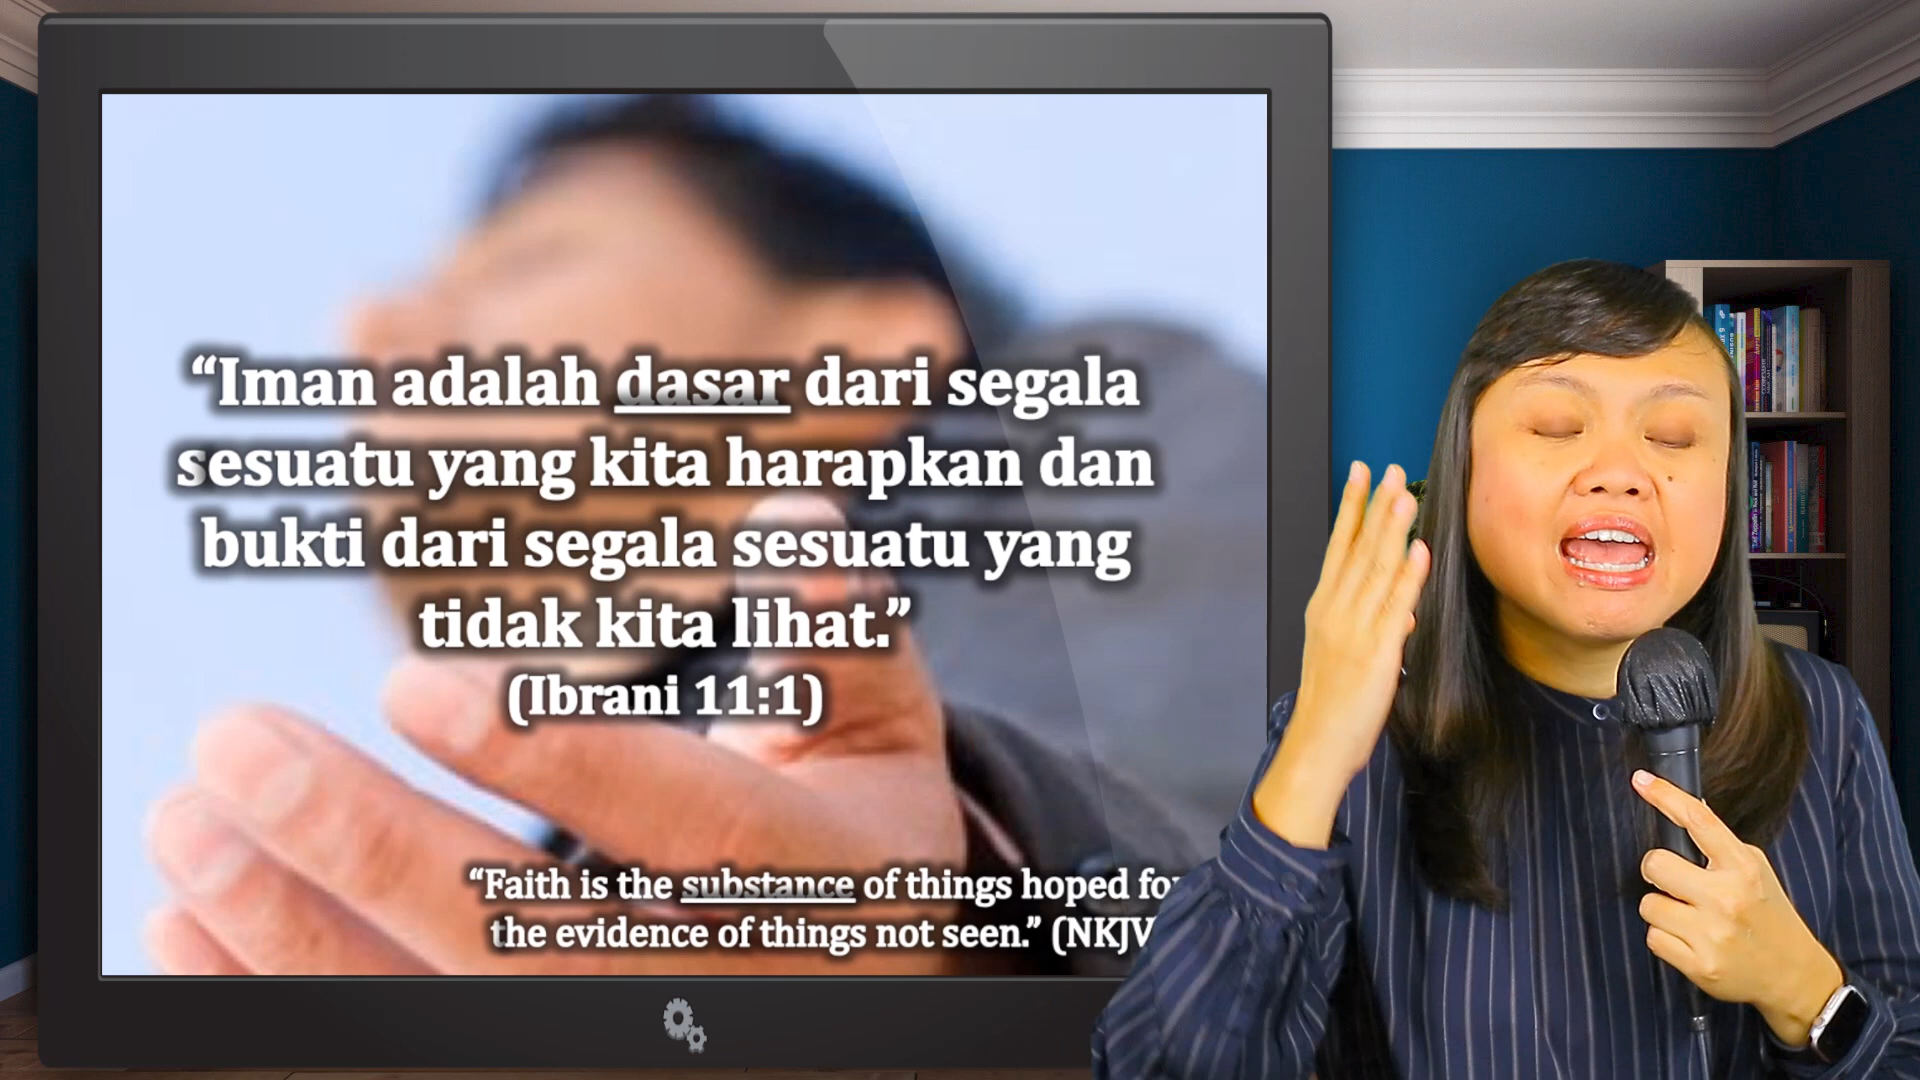 “Iman adalah dasar dari segala
sesuatu yang kita harapkan dan
bukti dari segala sesuatu yang
tidak kita lihat.”
(Ibrani 11:1)
“Faith is the substance of things hoped for
the evidence of things not seen.” (NKJV